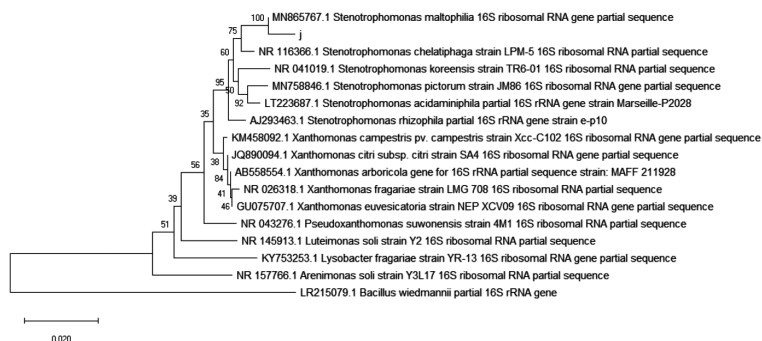 100
MN865767.1 Stenotrophomonas maltophilia 16S ribosomal RNA gene partial sequence
75
j
60
NR 116366.1 Stenotrophomonas chelatiphaga strain LPM-5 16S ribosomal RNA partial sequence
NR 041019.1 Stenotrophomonas koreensis strain TR6-01 16S ribosomal RNA partial sequence
95
50
MN758846.1 Stenotrophomonas pictorum strain JM86 16S ribosomal RNA gene partial sequence
92
LT223687.1 Stenotrophomonas acidaminiphila partial 16S rRNA gene strain Marseille-P2028
35
AJ293463.1 Stenotrophomonas rhizophila partial 16S rRNA gene strain e-p10
KM458092.1 Xanthomonas campestris pv. campestris strain Xcc-C102 16S ribosomal RNA gene partial sequence
JQ890094.1 Xanthomonas citri subsp. citri strain SA4 16S ribosomal RNA gene partial sequence
56
38
AB558554.1 Xanthomonas arboricola gene for 16S rRNA partial sequence strain: MAFF 211928
84
NR 026318.1 Xanthomonas fragariae strain LMG 708 16S ribosomal RNA partial sequence
41
39
46
GU075707.1 Xanthomonas euvesicatoria strain NEP XCV09 16S ribosomal RNA gene partial sequence
51
NR 043276.1 Pseudoxanthomonas suwonensis strain 4M1 16S ribosomal RNA partial sequence
NR 145913.1 Luteimonas soli strain Y2 16S ribosomal RNA partial sequence
KY753253.1 Lysobacter fragariae strain YR-13 16S ribosomal RNA gene partial sequence
NR 157766.1 Arenimonas soli strain Y3L17 16S ribosomal RNA partial sequence
LR215079.1 Bacillus wiedmannii partial 16S rRNA gene
0.020